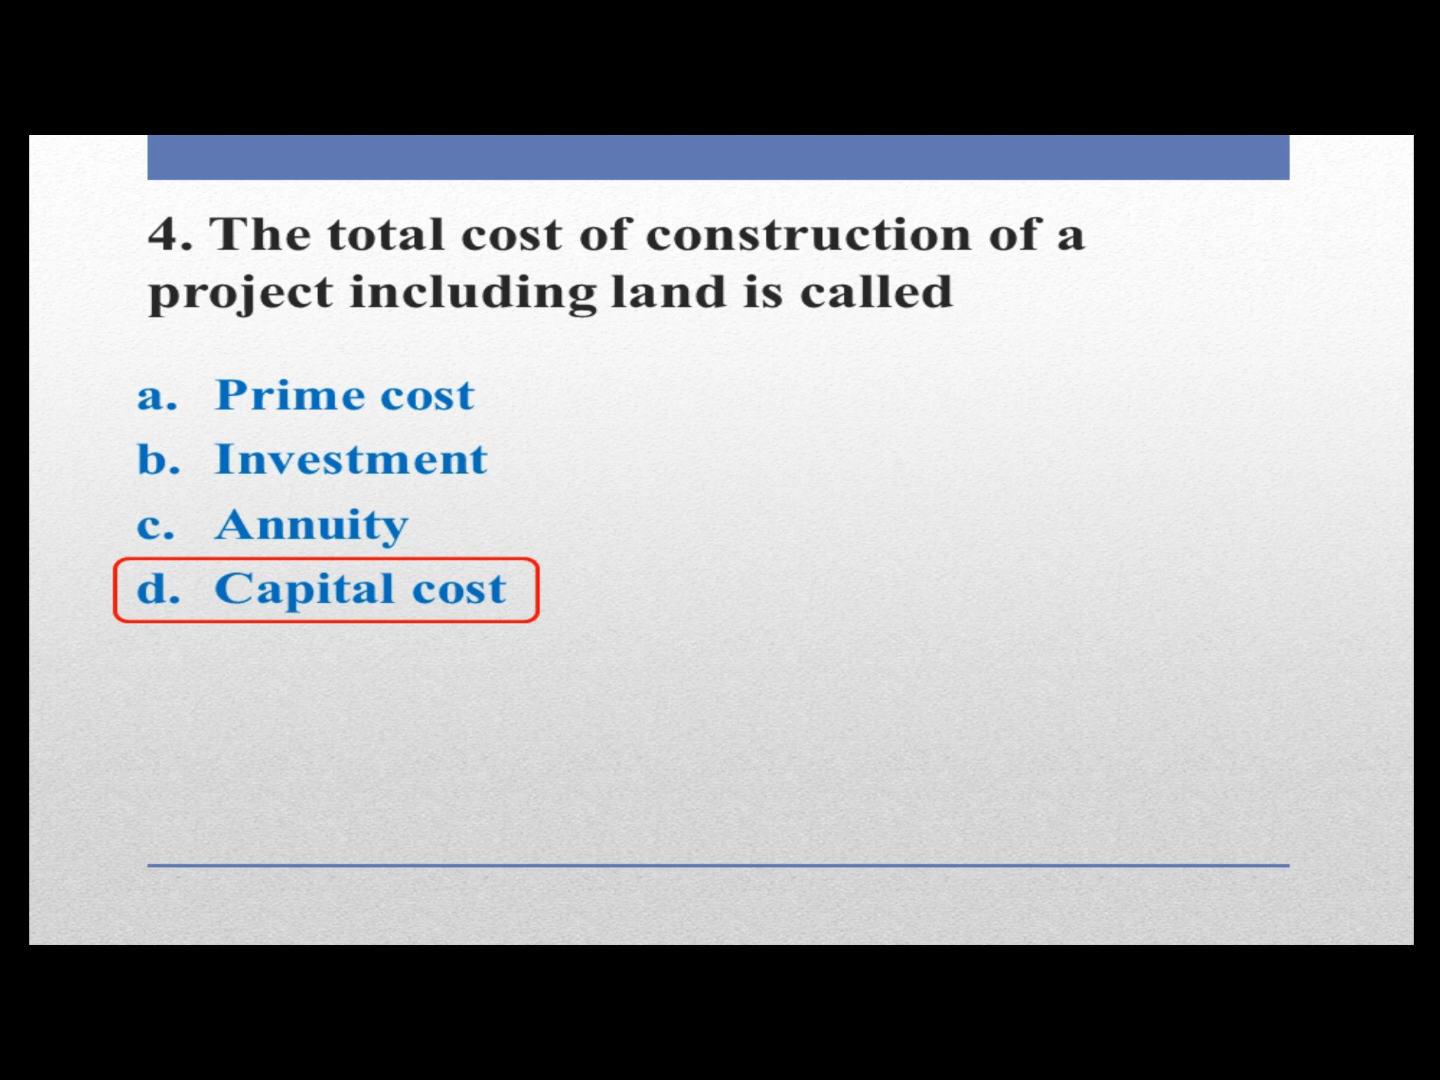 4. The total cost of construction of a
project including land is called
a. Prime cost
b. Investment
c. Annuity
d. Capital cost